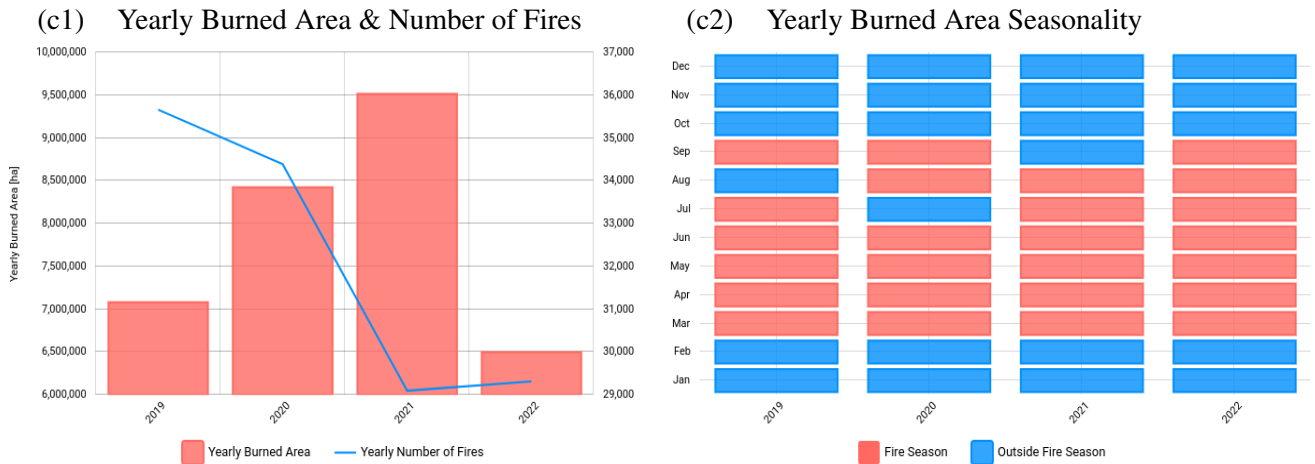 (c1) Yearly Burned Area & Number of Fires
10,000,000
9,500,000
9,000,000
8,500,000
8,000,000
7,500,000
7,000,000
6,500,000
6,000,000
Yearly Burned Area [ha]
37,000
36,000
35,000
34,000
33,000
32,000
31,000
30,000
29,000
2019
2020
2021
2022
Yearly Burned Area
Yearly Number of Fires
(c2) Yearly Burned Area Seasonality
Dec
Nov
Oct
Sep
Aug
Jul
Jun
May
Apr
Mar
Feb
Jan
2019
2020
2021
2022
Fire Season
Outside Fire Season